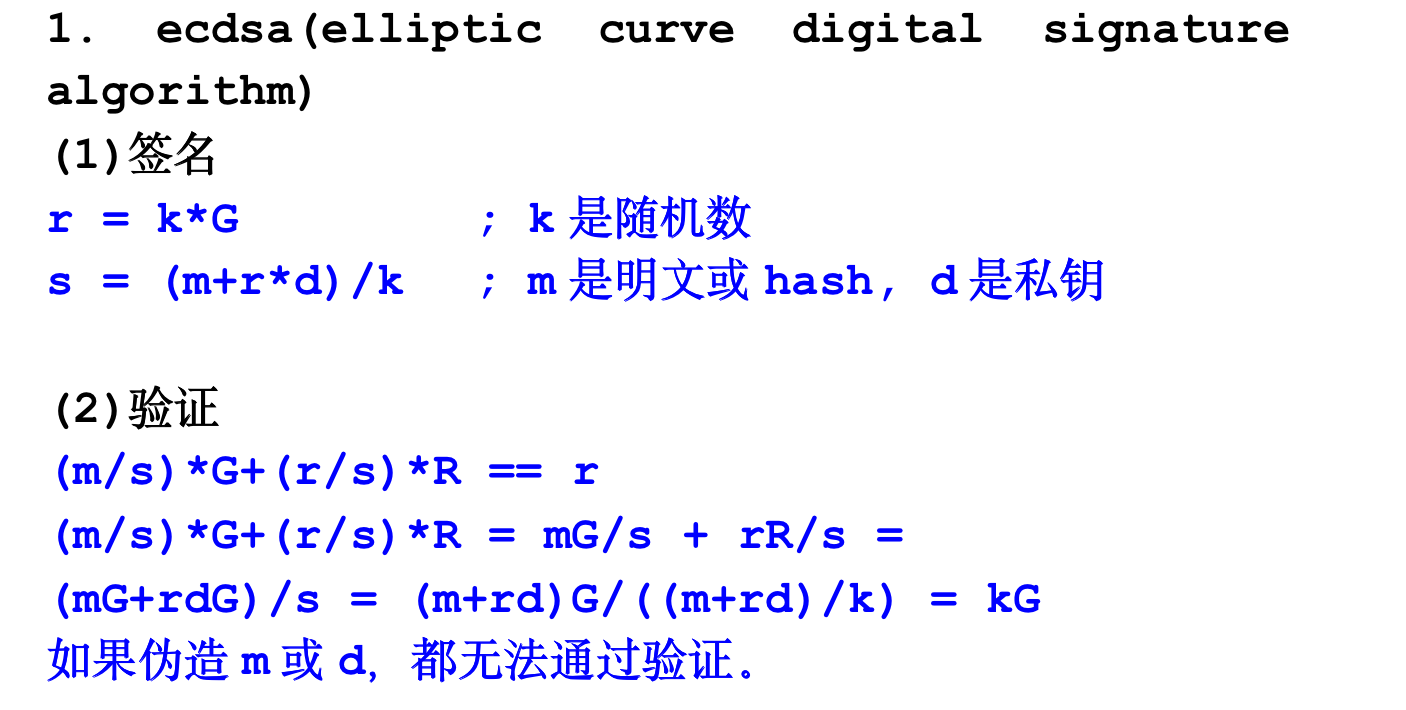 1. ecdsa(elliptic curve digital signature
algorithm)
(1)签名
r = k*G ; k 是随机数
s = (m+r*d)/k ; m 是明文或 hash, d 是私钥
(2)验证
(m/s)*G+(r/s)*R == r
(m/s)*G+(r/s)*R = mG/s + rR/s =
(mG+rdG)/s = (m+rd)G/((m+rd)/k) = kG
如果伪造 m 或 d, 都无法通过验证。